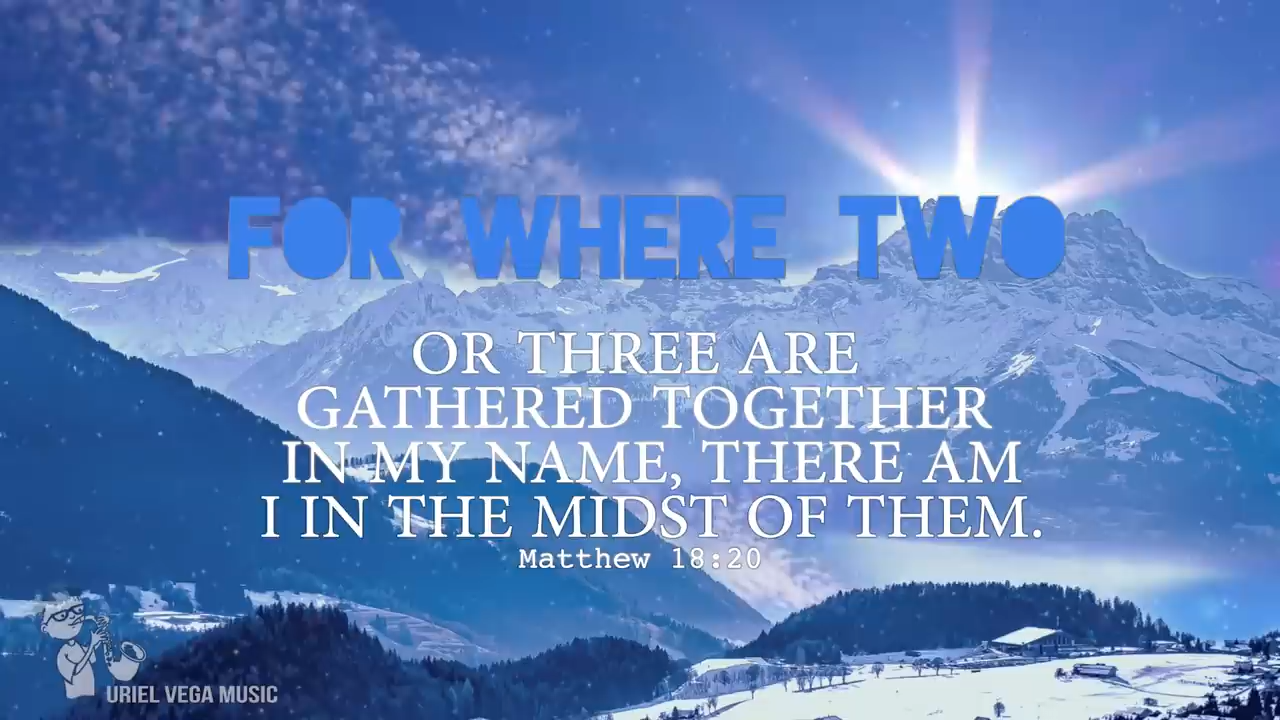 FOR WHERE TWO
OR THREE ARE
GATHERED TOGETHER
IN MY NAME, THERE AM
I IN THE MIDST OF THEM.
Matthew 18:20
URIEL VEGA MUSIC